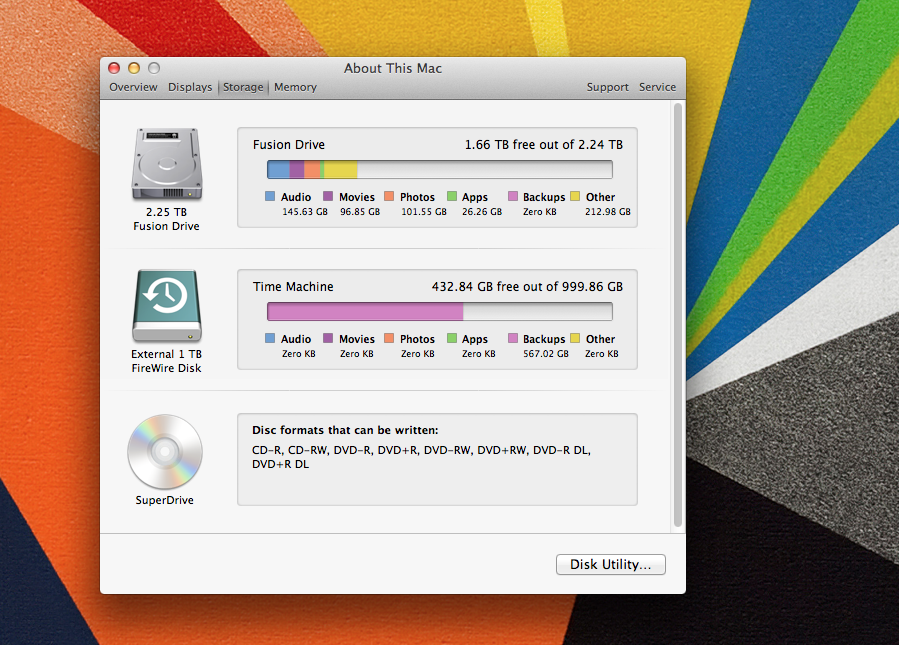 About This Mac
Overview Displays Storage Memory Support Service
Fusion Drive 1.66 TB free out of 2.24 TB
Audio Movies Photos Apps Backups Other
145.63 GB 96.85 GB 101.55 GB 26.26 GB Zero KB 212.98 GB
2.25 TB
Fusion Drive
Time Machine 432.84 GB free out of 999.86 GB
Audio Movies Photos Apps Backups Other
Zero KB Zero KB Zero KB Zero KB 567.02 GB Zero KB
External 1 TB
FireWire Disk
Disc formats that can be written:
CD-R, CD-RW, DVD-R, DVD+R, DVD-RW, DVD+RW, DVD-R DL,
DVD+R DL
SuperDrive
Disk Utility...